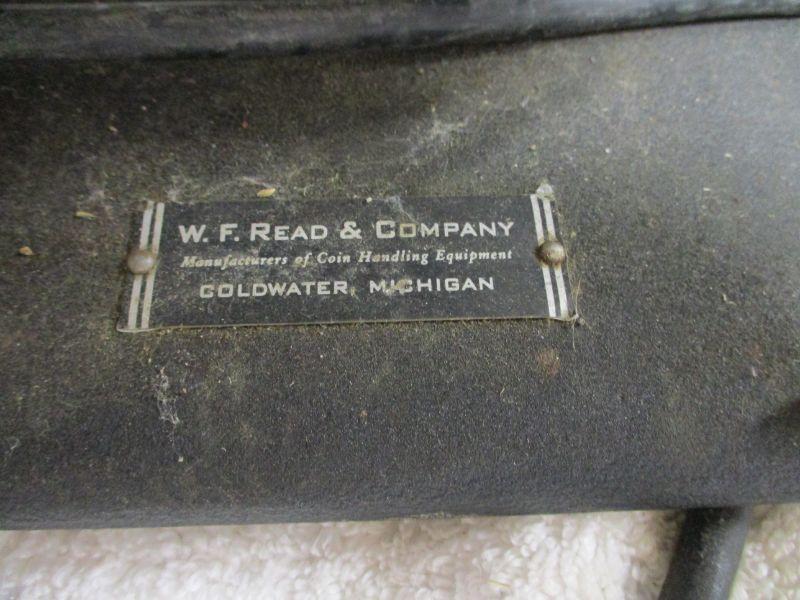 W. F. READ & COMPANY
Manufacturers of Coin Handling Equipment
COLDWATER, MICHIGAN